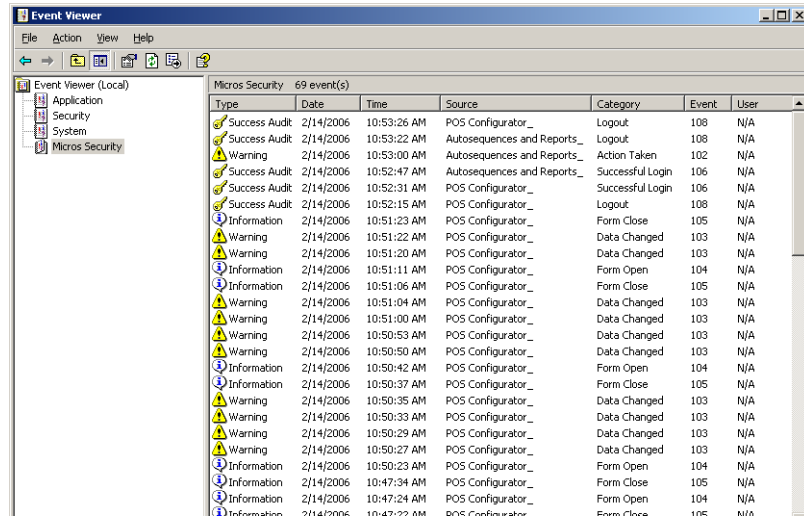 Event Viewer
File Action View Help
Event Viewer (Local)
Application
Security
System
Micros Security
Micros Security 69 event(s)
Type Date Time Source Category Event User
Success Audit 2/14/2006 10:53:26 AM POS Configurator_ Logout 108 N/A
Success Audit 2/14/2006 10:53:22 AM Autosequences and Reports_ Logout 108 N/A
Warning 2/14/2006 10:53:00 AM Autosequences and Reports_ Action Taken 102 N/A
Success Audit 2/14/2006 10:52:47 AM Autosequences and Reports_ Successful Login 106 N/A
Success Audit 2/14/2006 10:52:31 AM POS Configurator_ Successful Login 106 N/A
Success Audit 2/14/2006 10:52:15 AM POS Configurator_ Logout 108 N/A
Information 2/14/2006 10:51:23 AM POS Configurator_ Form Close 105 N/A
Warning 2/14/2006 10:51:22 AM POS Configurator_ Data Changed 103 N/A
Warning 2/14/2006 10:51:20 AM POS Configurator_ Data Changed 103 N/A
Information 2/14/2006 10:51:11 AM POS Configurator_ Form Open 104 N/A
Information 2/14/2006 10:51:06 AM POS Configurator_ Form Close 105 N/A
Warning 2/14/2006 10:51:04 AM POS Configurator_ Data Changed 103 N/A
Warning 2/14/2006 10:51:00 AM POS Configurator_ Data Changed 103 N/A
Warning 2/14/2006 10:50:53 AM POS Configurator_ Data Changed 103 N/A
Warning 2/14/2006 10:50:50 AM POS Configurator_ Data Changed 103 N/A
Information 2/14/2006 10:50:42 AM POS Configurator_ Form Open 104 N/A
Information 2/14/2006 10:50:37 AM POS Configurator_ Form Close 105 N/A
Warning 2/14/2006 10:50:35 AM POS Configurator_ Data Changed 103 N/A
Warning 2/14/2006 10:50:33 AM POS Configurator_ Data Changed 103 N/A
Warning 2/14/2006 10:50:29 AM POS Configurator_ Data Changed 103 N/A
Warning 2/14/2006 10:50:27 AM POS Configurator_ Data Changed 103 N/A
Information 2/14/2006 10:50:23 AM POS Configurator_ Form Open 104 N/A
Information 2/14/2006 10:47:34 AM POS Configurator_ Form Close 105 N/A
Information 2/14/2006 10:47:24 AM POS Configurator_ Form Open 104 N/A
Information 2/14/2006 10:47:22 AM POS Configurator_ Form Close 105 N/A